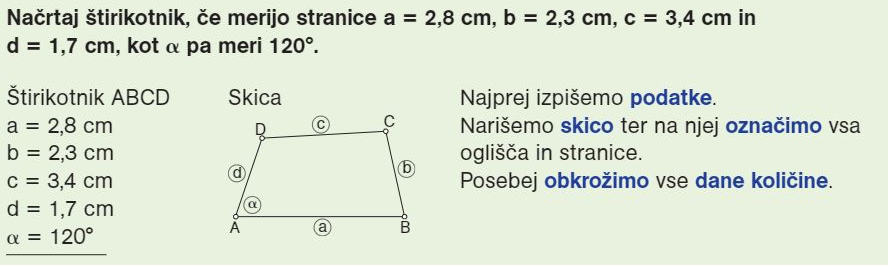 Načrtaj štirikotnik, če merijo stranice a = 2,8 cm, b = 2,3 cm, c = 3,4 cm in
d = 1,7 cm, kot α pa meri 120°.
Štirikotnik ABCD
a = 2,8 cm
b = 2,3 cm
c = 3,4 cm
d = 1,7 cm
α = 120°
Skica
D
c
C
d
b
α
A
a
B
Najprej izpišemo podatke.
Narišemo skico ter na njej označimo vsa
oglišča in stranice.
Posebej obkrožimo vse dane količine.